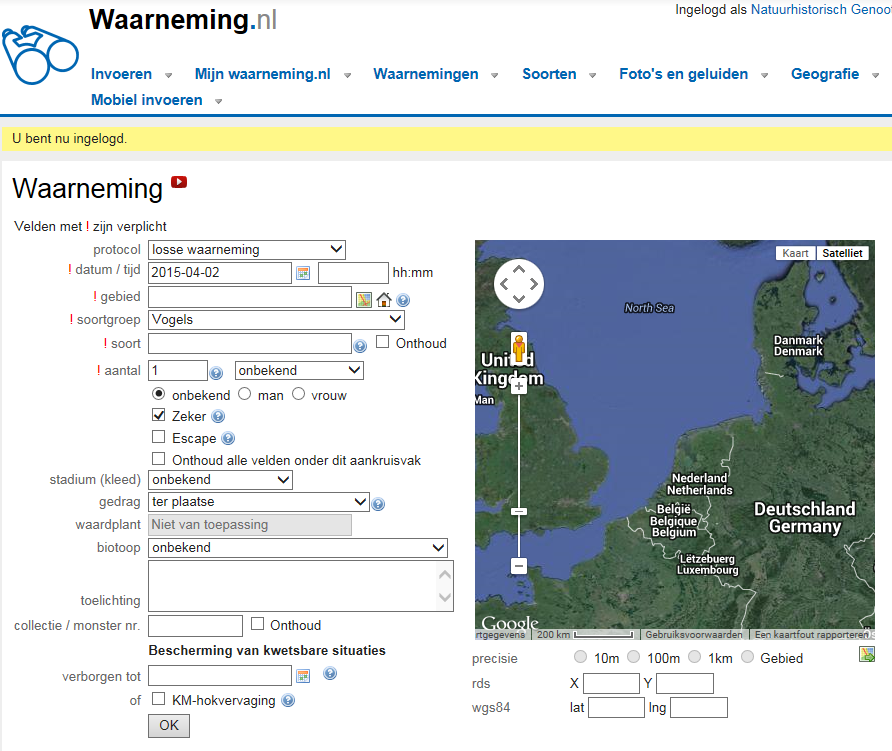 Waarneming.nl
Ingelogd als Natuurhistorisch Genoo
Invoeren Mijn waarneming.nl Waarnemingen Soorten Foto's en geluiden Geografie
Mobiel invoeren
U bent nu ingelogd.
Waarneming
Velden met ! zijn verplicht
protocol losse waarneming
! datum / tijd 2015-04-02 hh:mm
! gebied
! soortgroep Vogels
! soort Onthoud
! aantal 1 onbekend
onbekend man vrouw
Zeker
Escape
Onthoud alle velden onder dit aankruisvak
stadium (kleed) onbekend
gedrag ter plaatse
waardplant Niet van toepassing
biotoop onbekend
toelichting
collectie / monster nr. Onthoud
Bescherming van kwetsbare situaties
verborgen tot
of KM-hokvervaging
OK
Kaart Satelliet
North Sea
Danmark
Denmark
United
Kingdom
Man
Nederland
Netherlands
België
Belgique
Belgium
Deutschland
Germany
Lëtzebuerg
Luxembourg
Google
rtgegevens 200 km Gebruiksvoorwaarden Een kaartfout rapporteren
precisie 10m 100m 1km Gebied
rds X Y
wgs84 lat lng